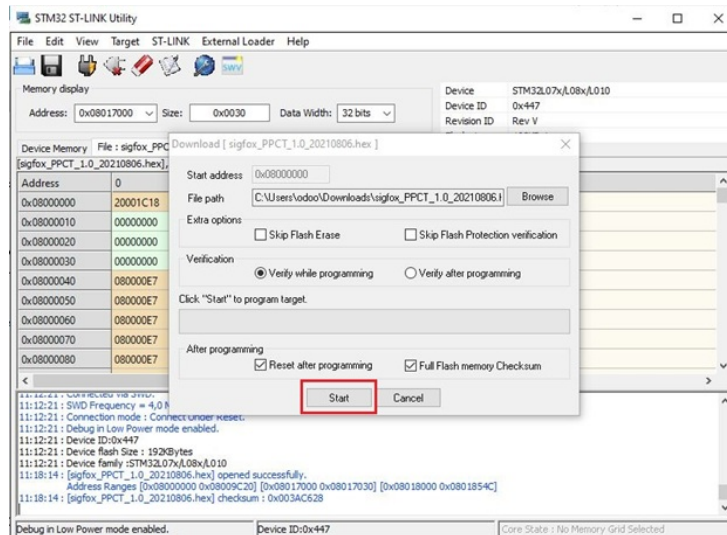 STM32 ST-LINK Utility
File Edit View Target ST-LINK External Loader Help
SWV
Memory display
Address: 0x08017000 Size: 0x0030 Data Width: 32 bits
Device STM32L07x/L08x/L010
Device ID 0x447
Revision ID Rev V
Device Memory File : sigfox_PPC
[sigfox_PPCT_1.0_20210806.hex],
Address 0
0x08000000 20001C18
0x08000010 00000000
0x08000020 00000000
0x08000030 00000000
0x08000040 080000E7
0x08000050 080000E7
0x08000060 080000E7
0x08000070 080000E7
0x08000080 080000E7
Download [ sigfox_PPCT_1.0_20210806.hex ]
Start address 0x08000000
File path C:\Users\odoo\Downloads\sigfox_PPCT_1.0_20210806.h Browse
Extra options
Skip Flash Erase Skip Flash Protection verification
Verification
Verify while programming Verify after programming
Click "Start" to program target.
After programming
Reset after programming Full Flash memory Checksum
Start Cancel
11:12:21 : Connected via SWD.
11:12:21 : SWD Frequency = 4,0 M
11:12:21 : Connection mode : Connect Under Reset.
11:12:21 : Debug in Low Power mode enabled.
11:12:21 : Device ID:0x447
11:12:21 : Device flash Size : 192KBytes
11:12:21 : Device family :STM32L07x/L08x/L010
11:18:14 : [sigfox_PPCT_1.0_20210806.hex] opened successfully.
Address Ranges [0x08000000 0x08009C20] [0x08017000 0x08017030] [0x08018000 0x0801854C]
11:18:14 : [sigfox_PPCT_1.0_20210806.hex] checksum : 0x003AC628
Debug in Low Power mode enabled. Device ID:0x447 Core State : No Memory Grid Selected